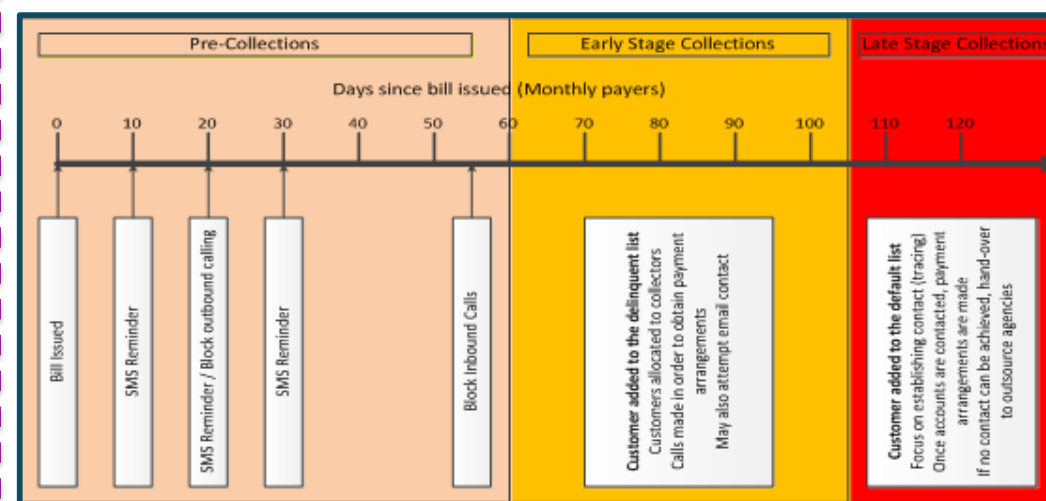 Pre-Collections
Early Stage Collections
Late Stage Collections
Days since bill issued (Monthly payers)
0 10 20 30 40 50 60 70 80 90 100 110 120
Bill Issued
SMS Reminder
SMS Reminder / Block outbound calling
SMS Reminder
Block Inbound Calls
Customer added to the delinquent list
Customers allocated to collectors
Calls made in order to obtain payment
arrangements
May also attempt email contact
Customer added to the default list
Focus on establishing contact (tracing)
Once accounts are contacted, payment
arrangements are made
If no contact can be achieved, hand-over
to outsource agencies